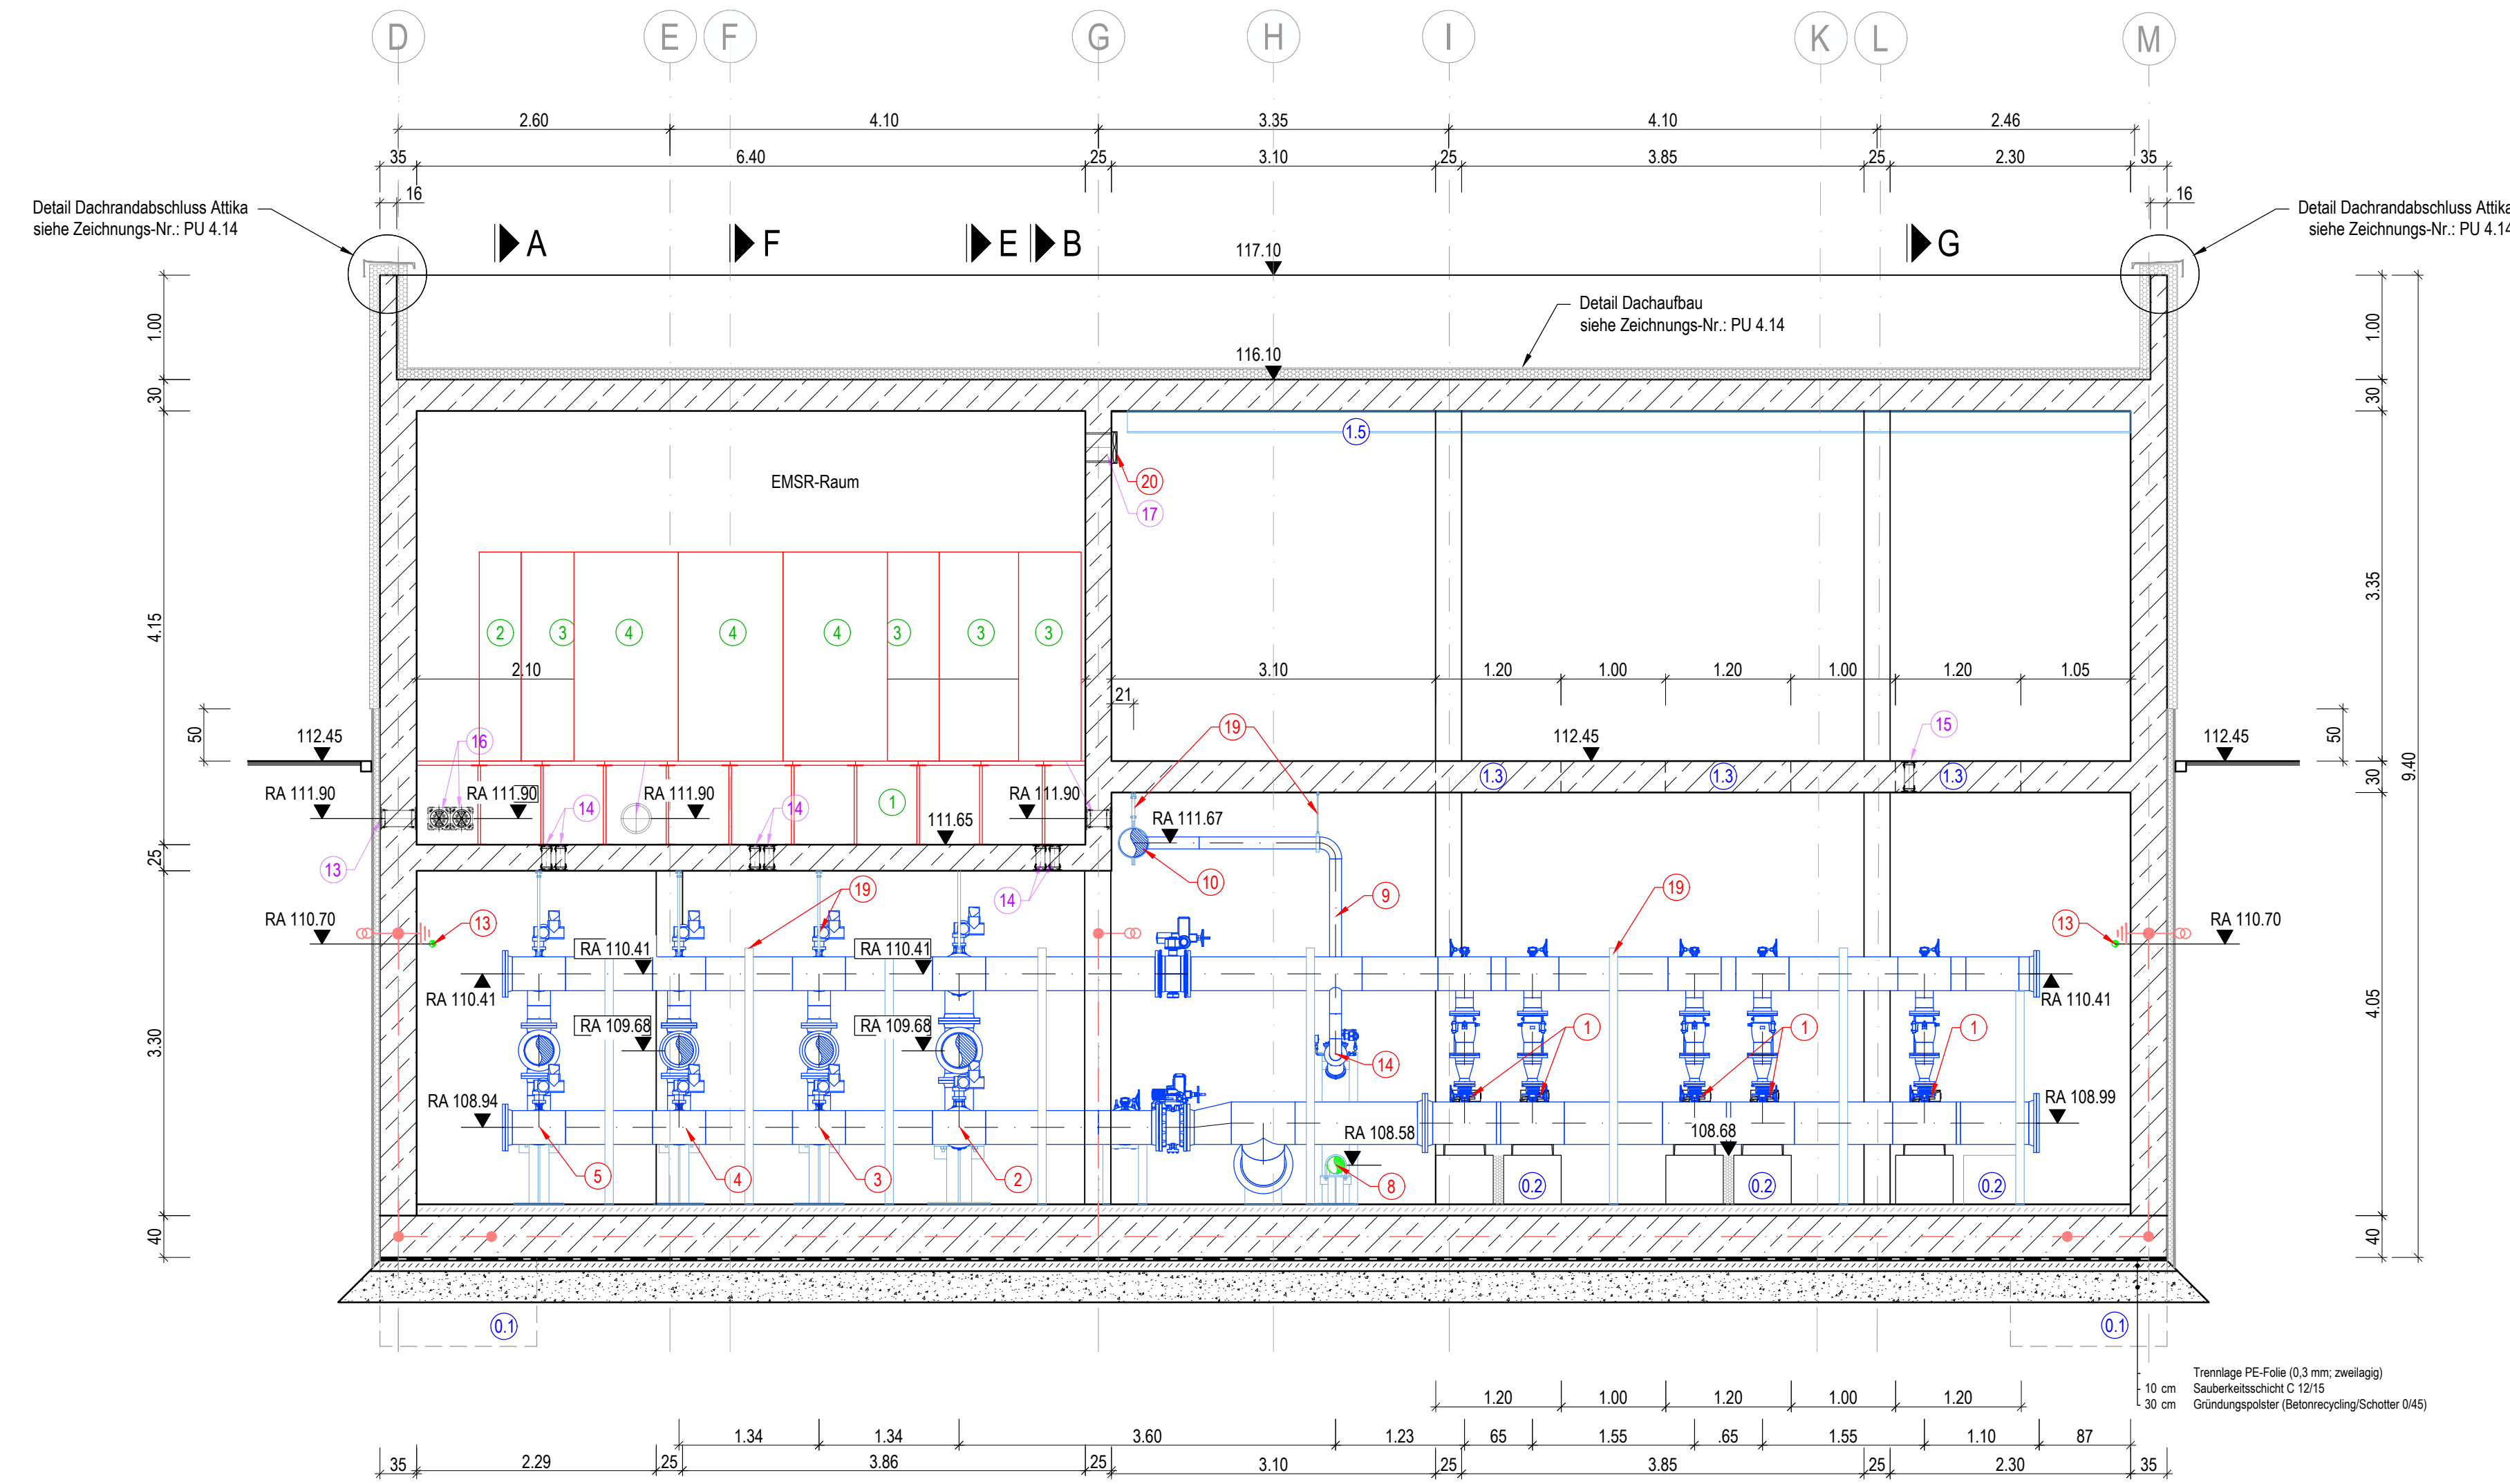 D E F G H I K L M
2.60 4.10 3.35 4.10 2.46
35 6.40 25 3.10 25 3.85 25 2.30 35
16 16
Detail Dachrandabschluss Attika
siehe Zeichnungs-Nr.: PU 4.14
Detail Dachrandabschluss Attika
siehe Zeichnungs-Nr.: PU 4.14
A F E B G
117.10
Detail Dachaufbau
siehe Zeichnungs-Nr.: PU 4.14
1.00 1.00
116.10
30 30
1.5
EMSR-Raum
20
17
4.15 3.35
2 3 4 4 4 3 3 3
2.10 3.10 1.20 1.00 1.20 1.00 1.20 1.05
21
50 19 15 50
112.45 16 112.45 112.45
9.40
1.3 1.3 1.3 30
RA 111.90 RA 111.90 14 RA 111.90 14 1 RA 111.90
111.65 RA 111.67
25
13 14 10 19 9 19
RA 110.70 13 13 RA 110.70
RA 110.41 RA 110.41
RA 110.41 RA 110.41
3.30 4.05
RA 109.68 RA 109.68 1 1 1
14
RA 108.94 RA 108.99
RA 108.58 108.68
5 4 3 2 8 0.2 0.2 0.2
40 40
0.1 0.1
Trennlage PE-Folie (0,3 mm; zweilagig)
10 cm Sauberkeitsschicht C 12/15
30 cm Gründungspolster (Betonrecycling/Schotter 0/45)
1.20 1.00 1.20 1.00 1.20
1.34 1.34 3.60 1.23 65 1.55 .65 1.55 1.10 87
35 2.29 25 3.86 25 3.10 25 3.85 25 2.30 35